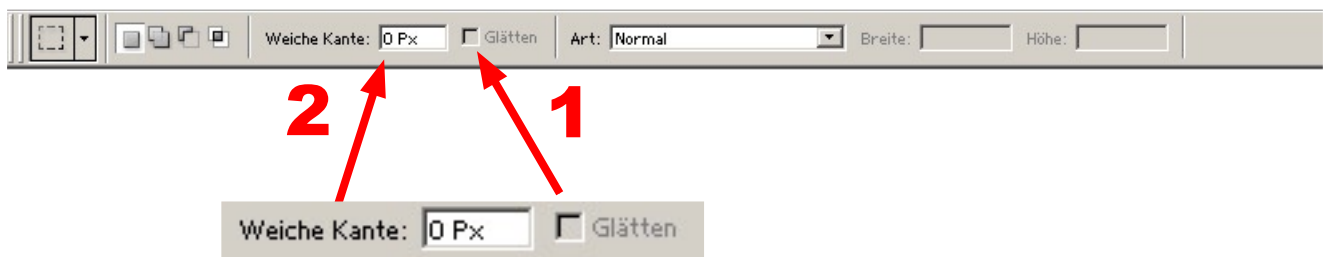 Weiche Kante: 0 Px Glätten Art: Normal Breite: Höhe:
2 1
Weiche Kante: 0 Px Glätten